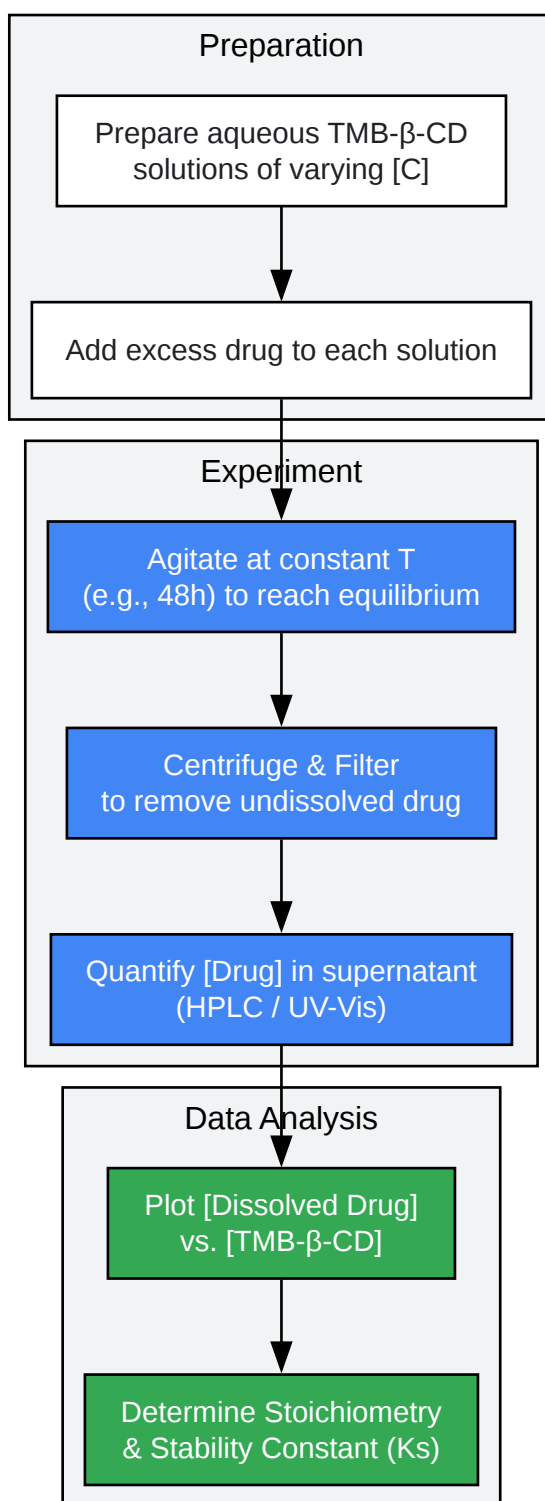 Preparation
Prepare aqueous TMB-β-CD
solutions of varying [C]
Add excess drug to each solution
Experiment
Agitate at constant T
(e.g., 48h) to reach equilibrium
Centrifuge & Filter
to remove undissolved drug
Quantify [Drug] in supernatant
(HPLC / UV-Vis)
Data Analysis
Plot [Dissolved Drug]
vs. [TMB-β-CD]
Determine Stoichiometry
& Stability Constant (Ks)